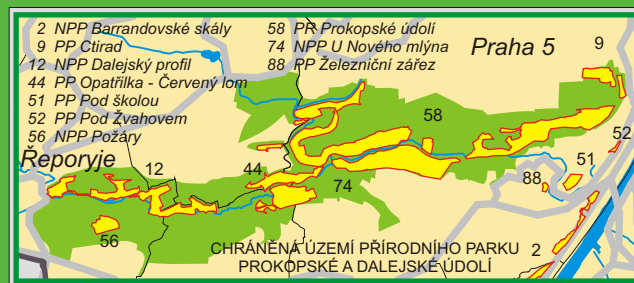 2 NPP Barrandovské skály
9 PP Ctirad
12 NPP Dalejský profil
44 PP Opatřilka - Červený lom
51 PP Pod školou
52 PP Pod Žvahovem
56 NPP Požáry
58 PR Prokopské údolí
74 NPP U Nového mlýna
88 PP Železniční zářez
Praha 5
9
58
52
Řeporyje
12
44
51
88
74
56
2
CHRÁNĚNÁ ÚZEMÍ PŘÍRODNÍHO PARKU
PROKOPSKÉ A DALEJSKÉ ÚDOLÍ